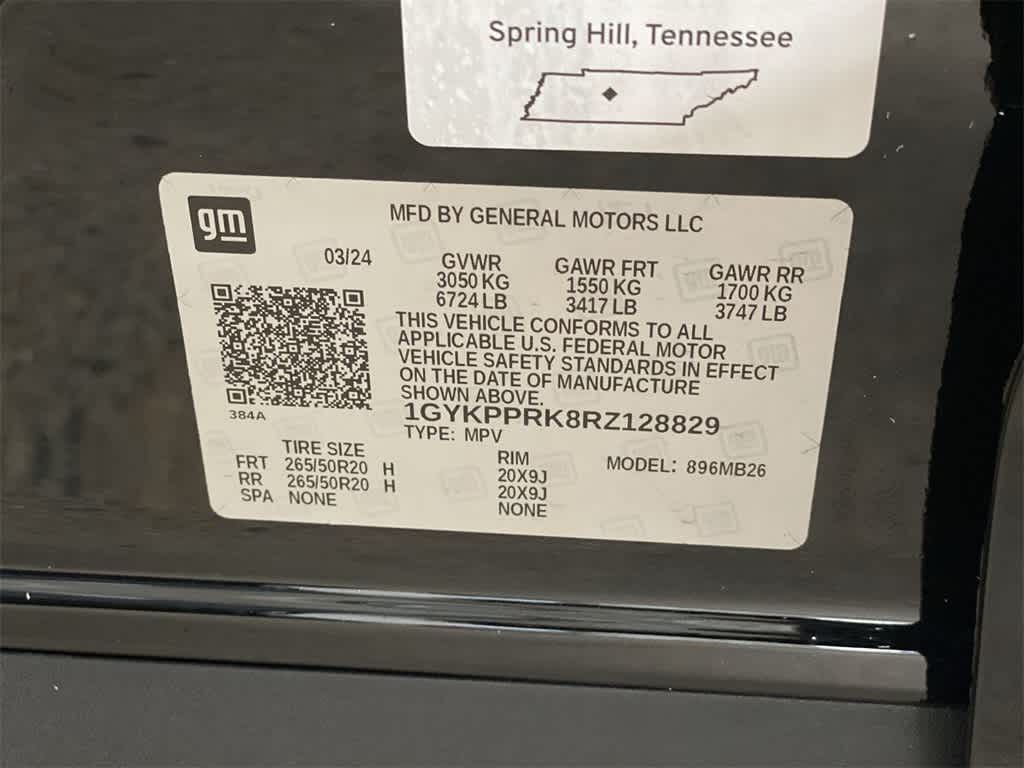 Spring Hill, Tennessee
gm
MFD BY GENERAL MOTORS LLC
03/24
GVWR
3050 KG
6724 LB
GAWR FRT
1550 KG
3417 LB
GAWR RR
1700 KG
3747 LB
THIS VEHICLE CONFORMS TO ALL
APPLICABLE U.S. FEDERAL MOTOR
VEHICLE SAFETY STANDARDS IN EFFECT
ON THE DATE OF MANUFACTURE
SHOWN ABOVE.
384A
1GYKPPRK8RZ128829
TYPE: MPV
TIRE SIZE RIM MODEL: 896MB26
FRT 265/50R20 H 20X9J
RR 265/50R20 H 20X9J
SPA NONE NONE